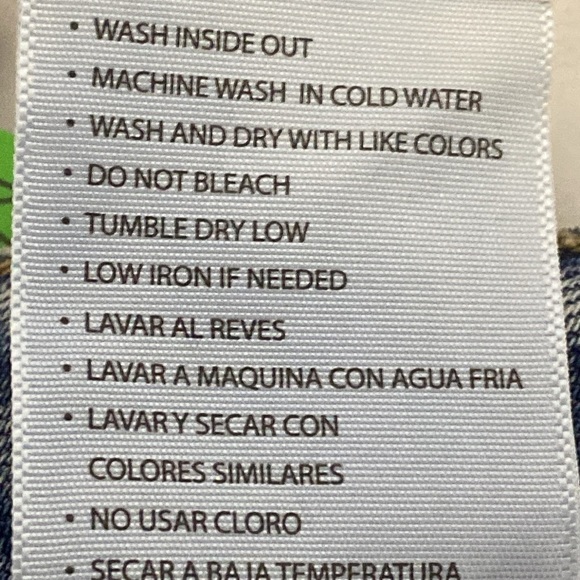 • WASH INSIDE OUT
• MACHINE WASH IN COLD WATER
• WASH AND DRY WITH LIKE COLORS
• DO NOT BLEACH
• TUMBLE DRY LOW
• LOW IRON IF NEEDED
• LAVAR AL REVES
• LAVAR A MAQUINA CON AGUA FRIA
• LAVAR Y SECAR CON
COLORES SIMILARES
• NO USAR CLORO
• SECAR A BAJA TEMPERATURA